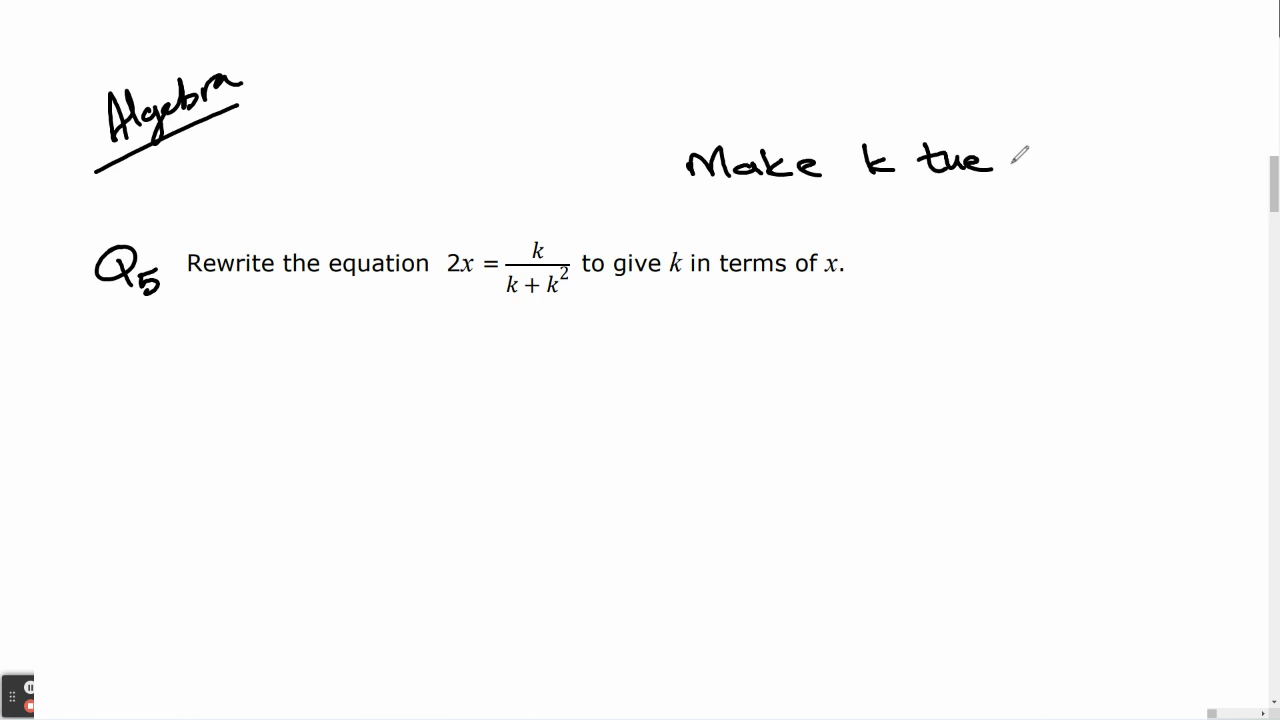 Algebra
Make k the
Q5 Rewrite the equation 2x = k / (k + k²) to give k in terms of x.